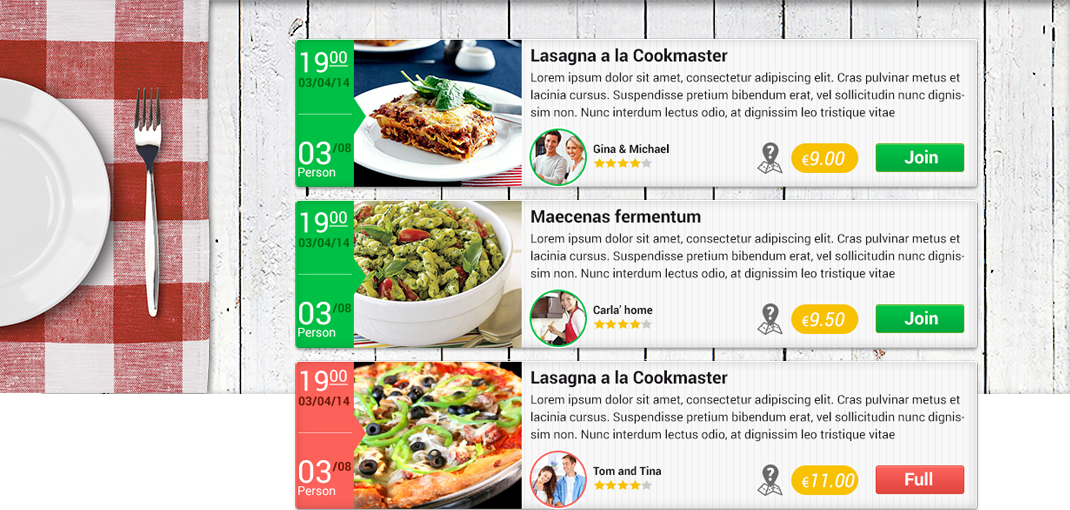 19 00
03/04/14
03/08
Person
Lasagna a la Cookmaster
Lorem ipsum dolor sit amet, consectetur adipiscing elit. Cras pulvinar metus et
lacinia cursus. Suspendisse pretium bibendum erat, vel sollicitudin nunc dignis-
sim non. Nunc interdum lectus odio, at dignissim leo tristique vitae
Gina & Michael
€9.00
Join
19 00
03/04/14
03/08
Person
Maecenas fermentum
Lorem ipsum dolor sit amet, consectetur adipiscing elit. Cras pulvinar metus et
lacinia cursus. Suspendisse pretium bibendum erat, vel sollicitudin nunc dignis-
sim non. Nunc interdum lectus odio, at dignissim leo tristique vitae
Carla' home
€9.50
Join
19 00
03/04/14
03/08
Person
Lasagna a la Cookmaster
Lorem ipsum dolor sit amet, consectetur adipiscing elit. Cras pulvinar metus et
lacinia cursus. Suspendisse pretium bibendum erat, vel sollicitudin nunc dignis-
sim non. Nunc interdum lectus odio, at dignissim leo tristique vitae
Tom and Tina
€11.00
Full